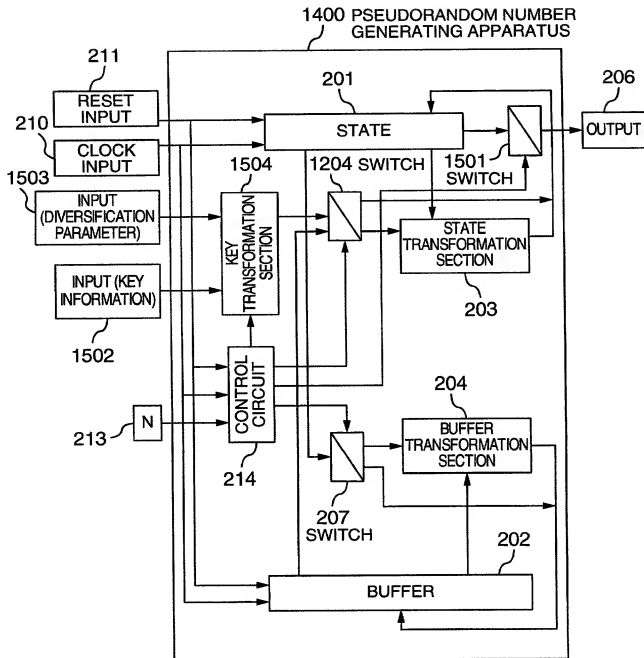 1400 PSEUDORANDOM NUMBER
GENERATING APPARATUS
211
RESET
INPUT
210
CLOCK
INPUT
1503
INPUT
(DIVERSIFICATION
PARAMETER)
INPUT (KEY
INFORMATION)
1502
213
N
201
STATE
1504
KEY
TRANSFORMATION
SECTION
1204 SWITCH
1501
SWITCH
206
OUTPUT
STATE
TRANSFORMATION
SECTION
203
CONTROL
CIRCUIT
214
204
BUFFER
TRANSFORMATION
SECTION
207
SWITCH
202
BUFFER